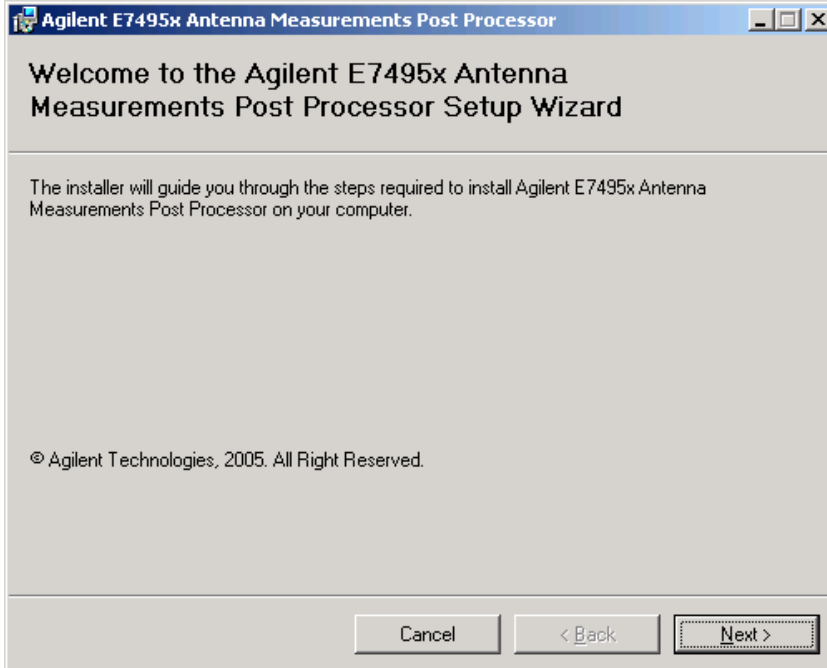 Agilent E7495x Antenna Measurements Post Processor
Welcome to the Agilent E7495x Antenna
Measurements Post Processor Setup Wizard
The installer will guide you through the steps required to install Agilent E7495x Antenna
Measurements Post Processor on your computer.
© Agilent Technologies, 2005. All Right Reserved.
Cancel
< Back
Next >